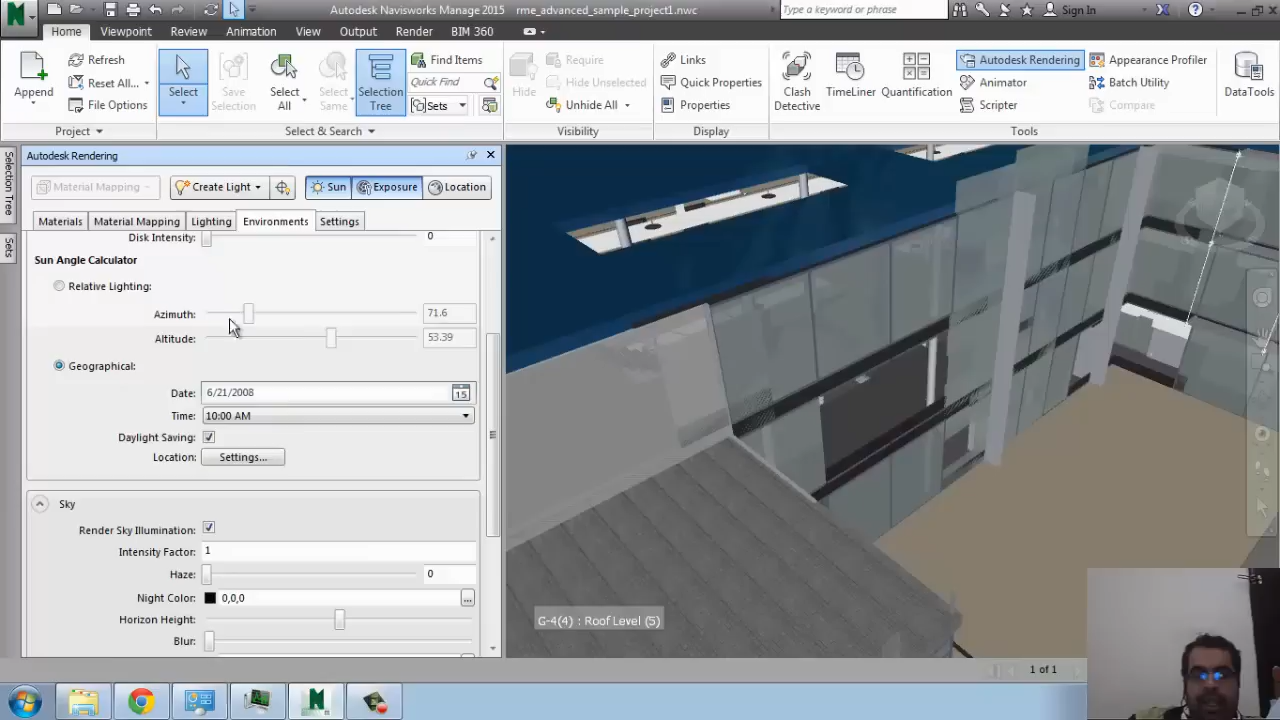 Autodesk Navisworks Manage 2015 rme_advanced_sample_project1.nwc
Type a keyword or phrase
Sign In
Home Viewpoint Review Animation View Output Render BIM 360
Append
Refresh
Reset All...
File Options
Project
Select
Save Selection
Select All
Select Same
Selection Tree
Find Items
Quick Find
Sets
Select & Search
Hide
Require
Hide Unselected
Unhide All
Visibility
Links
Quick Properties
Properties
Display
Clash Detective
TimeLiner
Quantification
Autodesk Rendering
Animator
Scripter
Appearance Profiler
Batch Utility
Compare
DataTools
Tools
Selection Tree
Sets
Autodesk Rendering
Material Mapping
Create Light
Sun
Exposure
Location
Materials Material Mapping Lighting Environments Settings
Disk Intensity: 0
Sun Angle Calculator
Relative Lighting:
Azimuth: 71.6
Altitude: 53.39
Geographical:
Date: 6/21/2008 15
Time: 10:00 AM
Daylight Saving:
Location: Settings...
Sky
Render Sky Illumination:
Intensity Factor: 1
Haze: 0
Night Color: 0,0,0 ...
Horizon Height:
Blur:
G-4(4) : Roof Level (5)
1 of 1